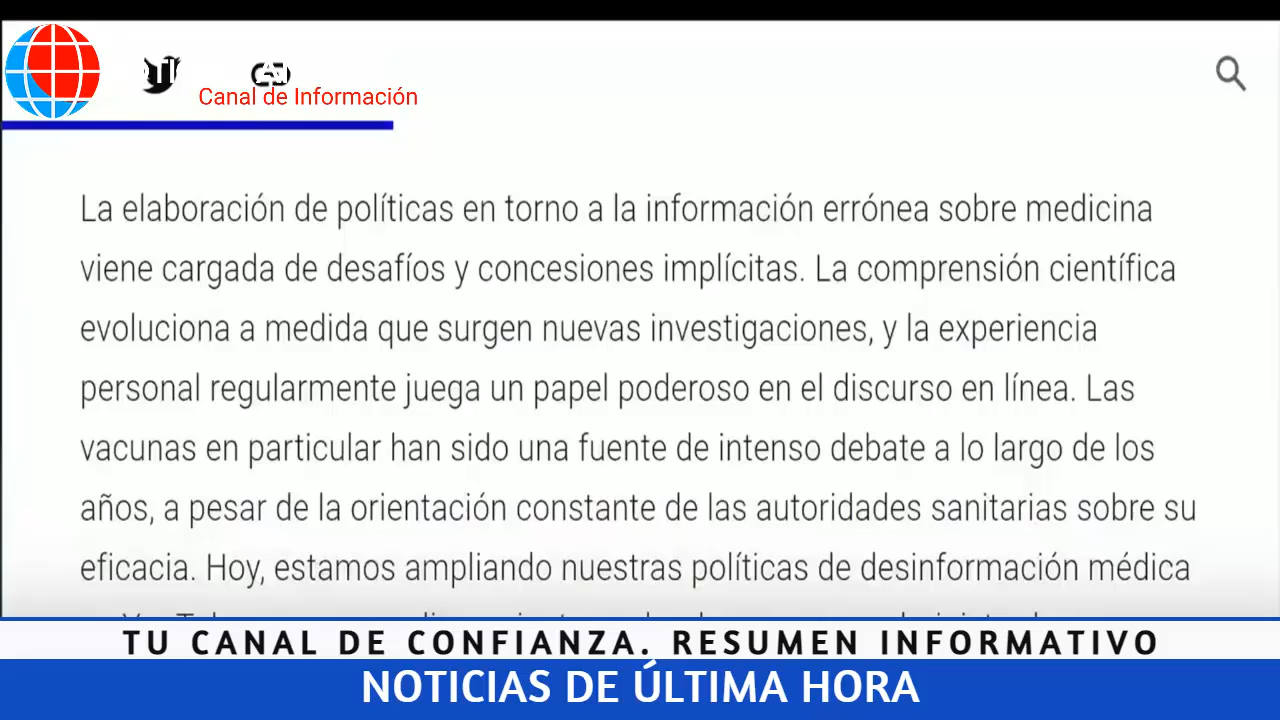 Canal de Información
La elaboración de políticas en torno a la información errónea sobre medicina
viene cargada de desafíos y concesiones implícitas. La comprensión científica
evoluciona a medida que surgen nuevas investigaciones, y la experiencia
personal regularmente juega un papel poderoso en el discurso en línea. Las
vacunas en particular han sido una fuente de intenso debate a lo largo de los
años, a pesar de la orientación constante de las autoridades sanitarias sobre su
eficacia. Hoy, estamos ampliando nuestras políticas de desinformación médica
TU CANAL DE CONFIANZA. RESUMEN INFORMATIVO
NOTICIAS DE ÚLTIMA HORA